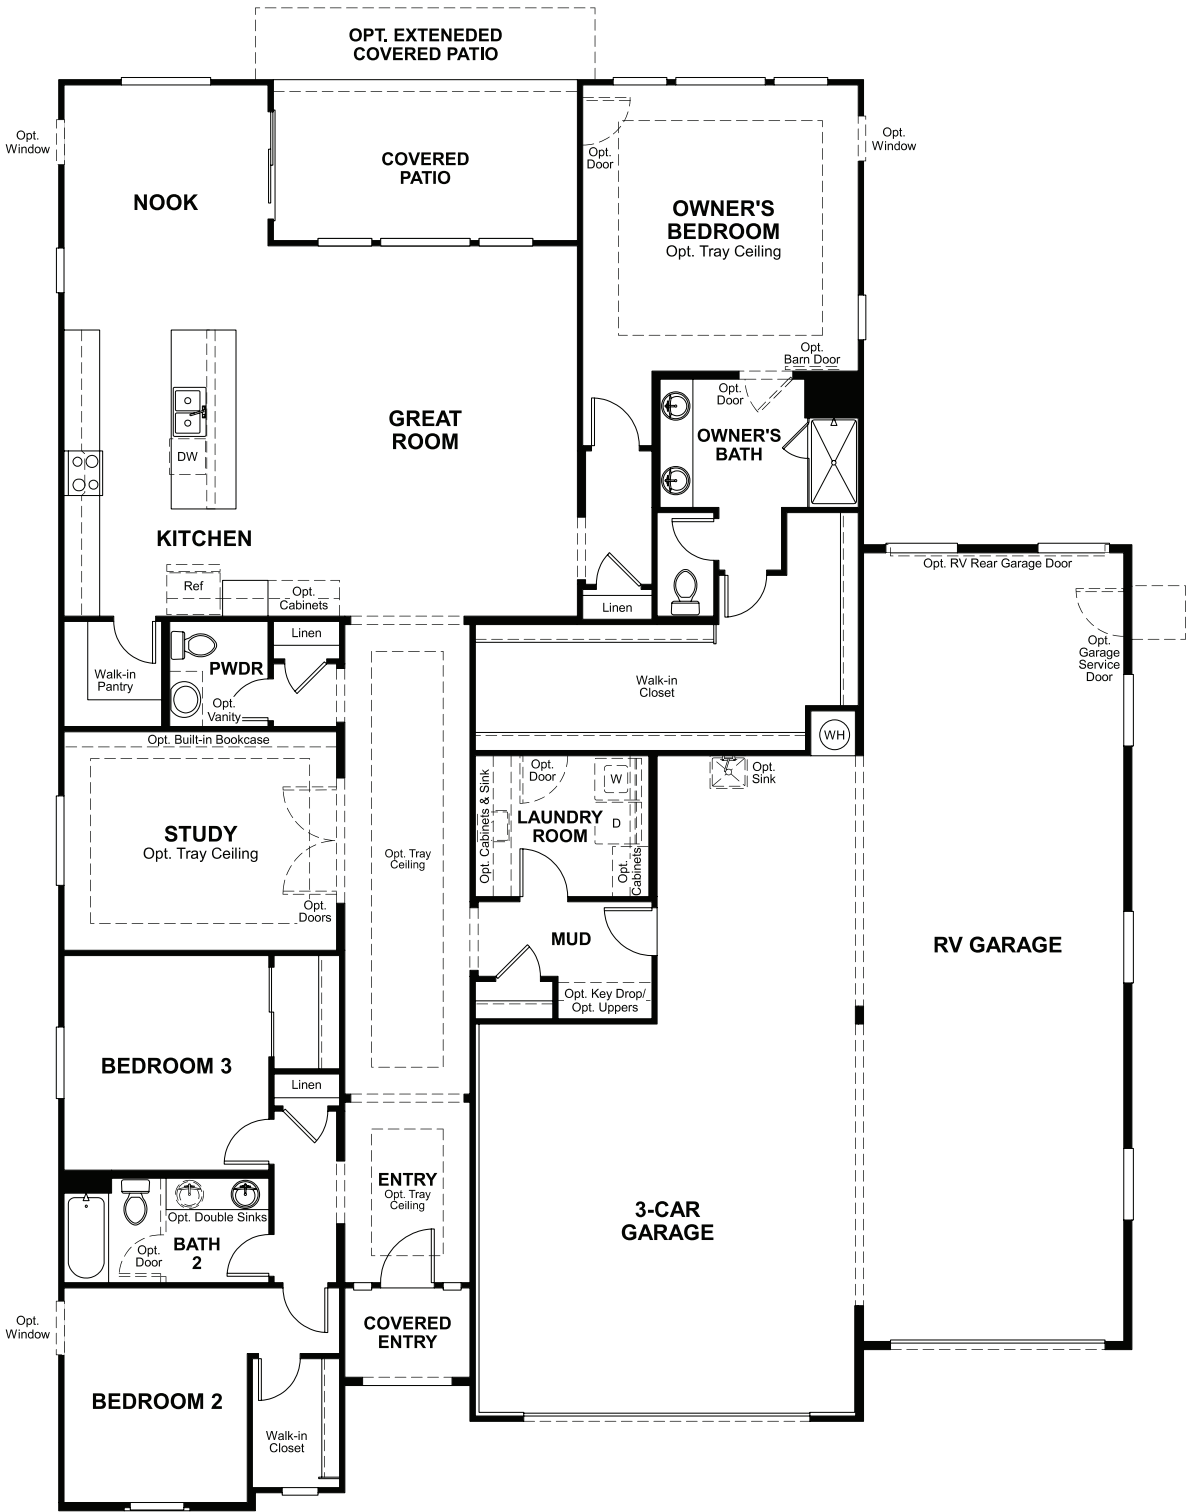 OPT. EXTENEDED
COVERED PATIO
Opt.
Window
NOOK
COVERED
PATIO
Opt.
Door
OWNER'S
BEDROOM
Opt. Tray Ceiling
Opt.
Window
Opt.
Barn Door
Opt.
Door
OWNER'S
BATH
GREAT
ROOM
DW
KITCHEN
Ref
Opt.
Cabinets
Linen
Opt. RV Rear Garage Door
Opt.
Garage
Service
Door
Walk-in
Pantry
PWDR
Opt.
Vanity
Linen
Walk-in
Closet
WH
Opt. Built-in Bookcase
STUDY
Opt. Tray Ceiling
Opt.
Doors
Opt. Tray
Ceiling
Opt. Cabinets & Sink
Opt.
Door
W
LAUNDRY
ROOM
D
Opt.
Cabinets
Opt.
Sink
MUD
Opt. Key Drop/
Opt. Uppers
RV GARAGE
BEDROOM 3
Linen
ENTRY
Opt. Tray
Ceiling
Opt. Double Sinks
BATH
2
Opt.
Door
3-CAR
GARAGE
Opt.
Window
COVERED
ENTRY
BEDROOM 2
Walk-in
Closet